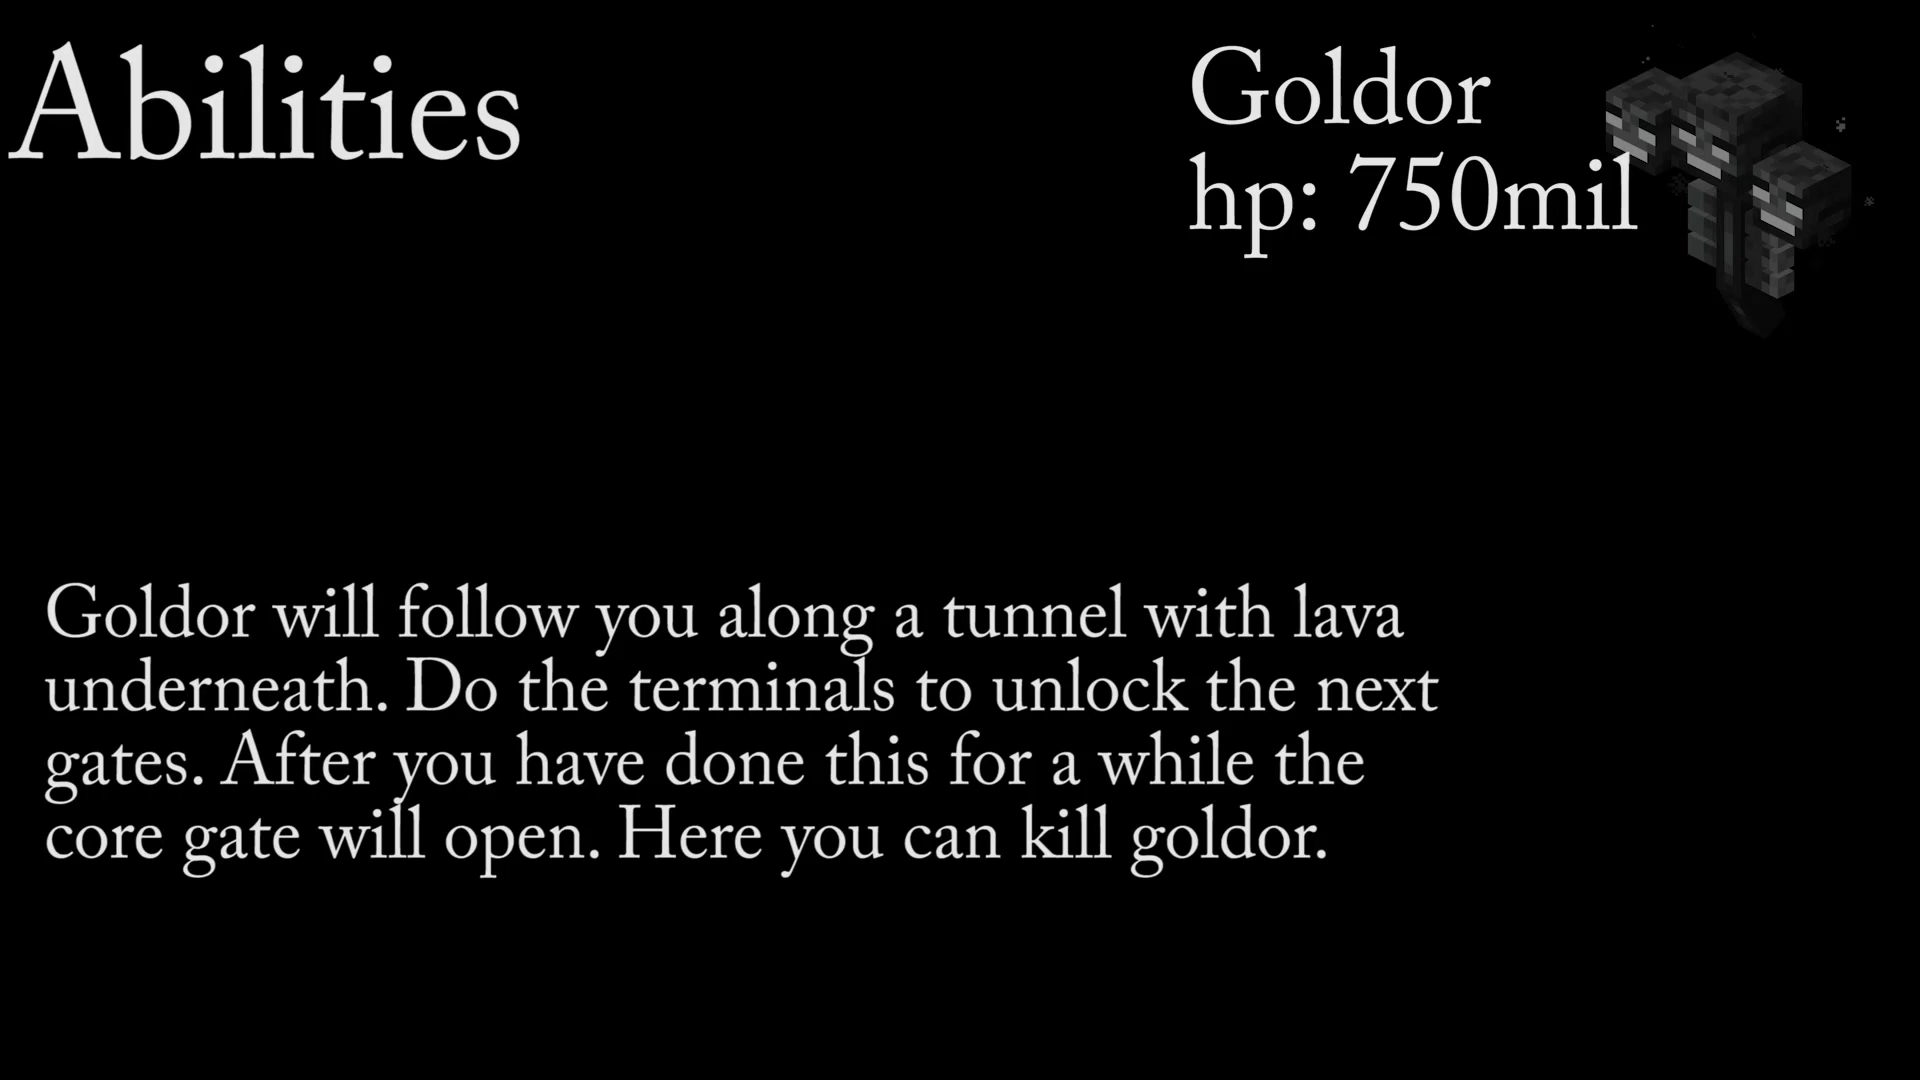 Abilities
Goldor
hp: 750mil
Goldor will follow you along a tunnel with lava
underneath. Do the terminals to unlock the next
gates. After you have done this for a while the
core gate will open. Here you can kill goldor.